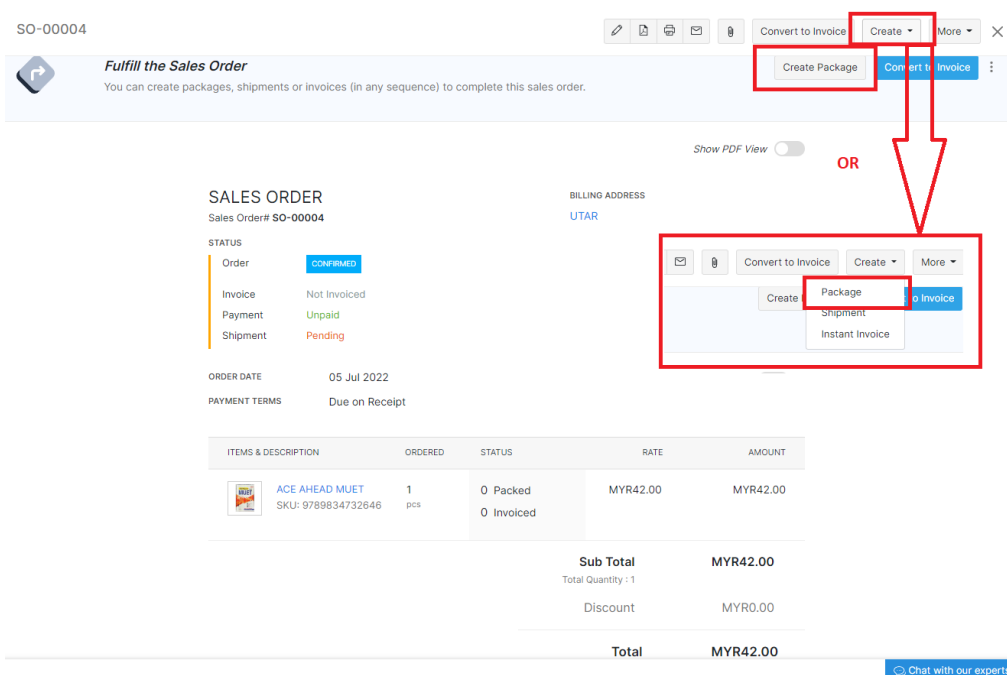 SO-00004
Convert to Invoice Create More
Fulfill the Sales Order
Create Package Convert to Invoice
You can create packages, shipments or invoices (in any sequence) to complete this sales order.
Show PDF View
OR
SALES ORDER
Sales Order# SO-00004
BILLING ADDRESS
UTAR
STATUS
Order CONFIRMED
Invoice Not Invoiced
Payment Unpaid
Shipment Pending
Convert to Invoice Create More
Create Package o Invoice
Shipment
Instant Invoice
ORDER DATE 05 Jul 2022
PAYMENT TERMS Due on Receipt
ITEMS & DESCRIPTION ORDERED STATUS RATE AMOUNT
ACE AHEAD MUET 1 0 Packed MYR42.00 MYR42.00
SKU: 9789834732646 pcs
0 Invoiced
Sub Total MYR42.00
Total Quantity : 1
Discount MYR0.00
Total MYR42.00
Chat with our experts